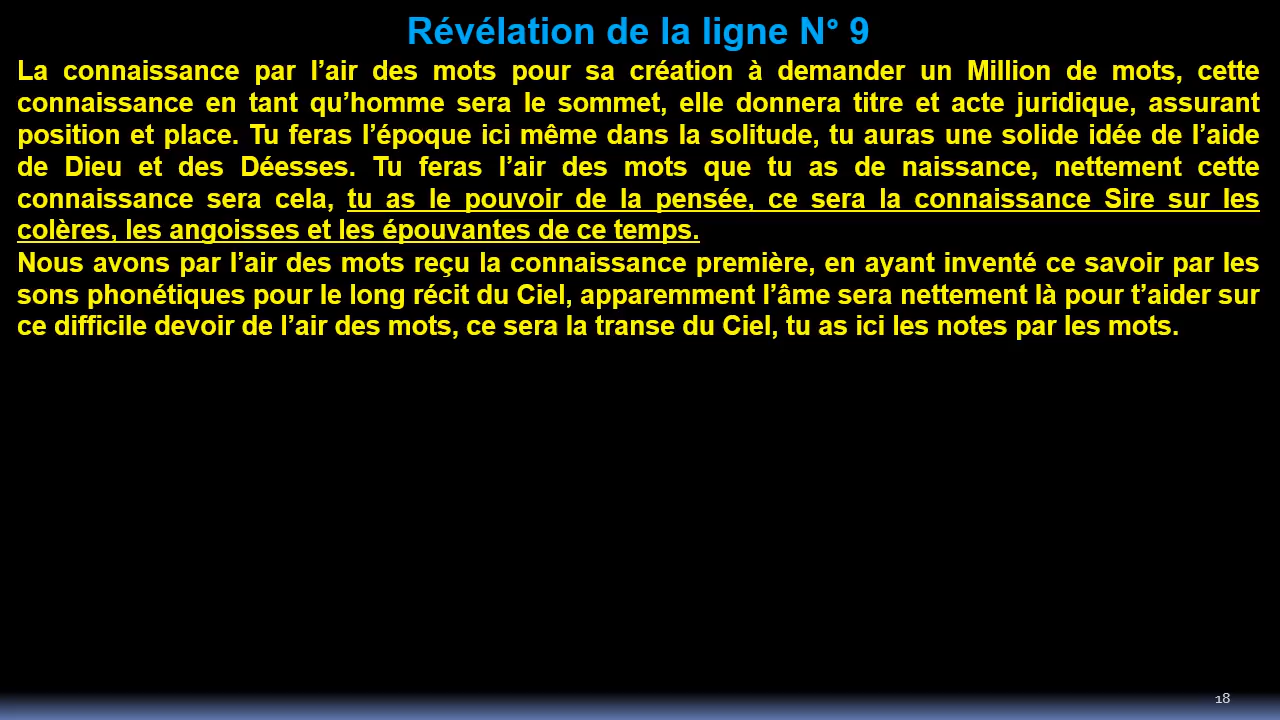 Révélation de la ligne N° 9
La connaissance par l’air des mots pour sa création à demander un Million de mots, cette
connaissance en tant qu’homme sera le sommet, elle donnera titre et acte juridique, assurant
position et place. Tu feras l’époque ici même dans la solitude, tu auras une solide idée de l’aide
de Dieu et des Déesses. Tu feras l’air des mots que tu as de naissance, nettement cette
connaissance sera cela, tu as le pouvoir de la pensée, ce sera la connaissance Sire sur les
colères, les angoisses et les épouvantes de ce temps.
Nous avons par l’air des mots reçu la connaissance première, en ayant inventé ce savoir par les
sons phonétiques pour le long récit du Ciel, apparemment l’âme sera nettement là pour t’aider sur
ce difficile devoir de l’air des mots, ce sera la transe du Ciel, tu as ici les notes par les mots.
18